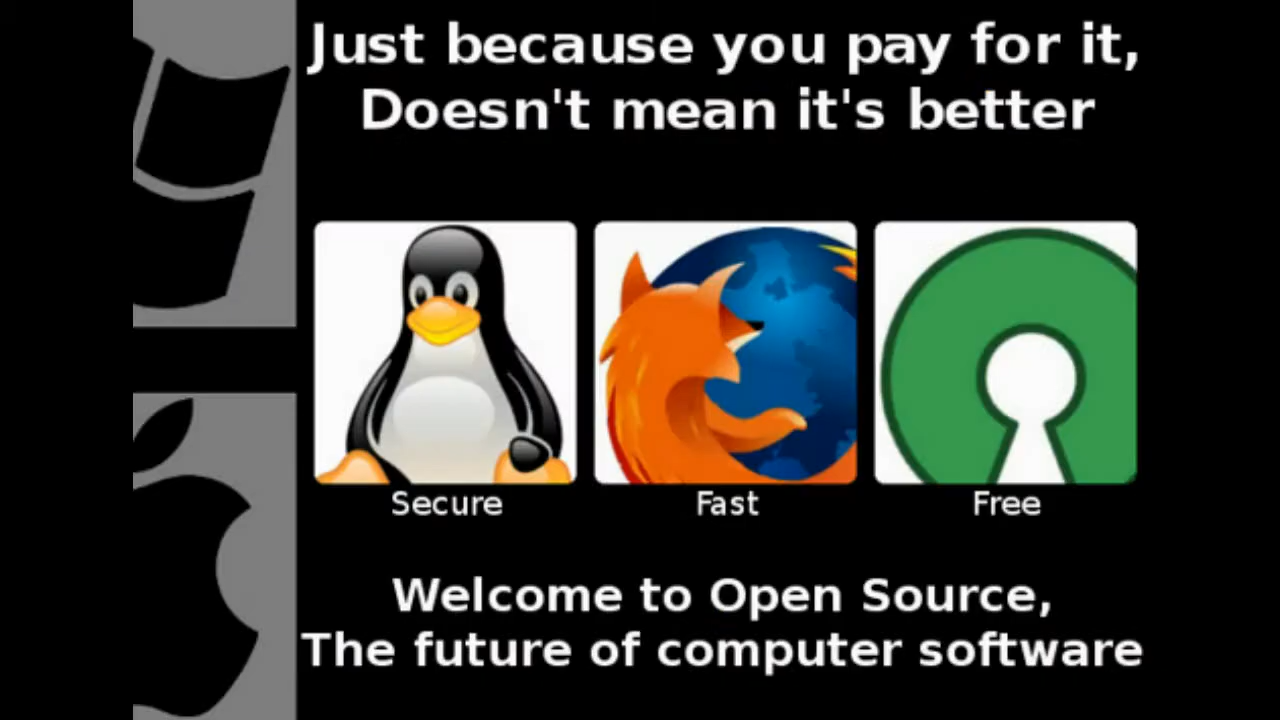 Just because you pay for it,
Doesn't mean it's better
Secure
Fast
Free
Welcome to Open Source,
The future of computer software